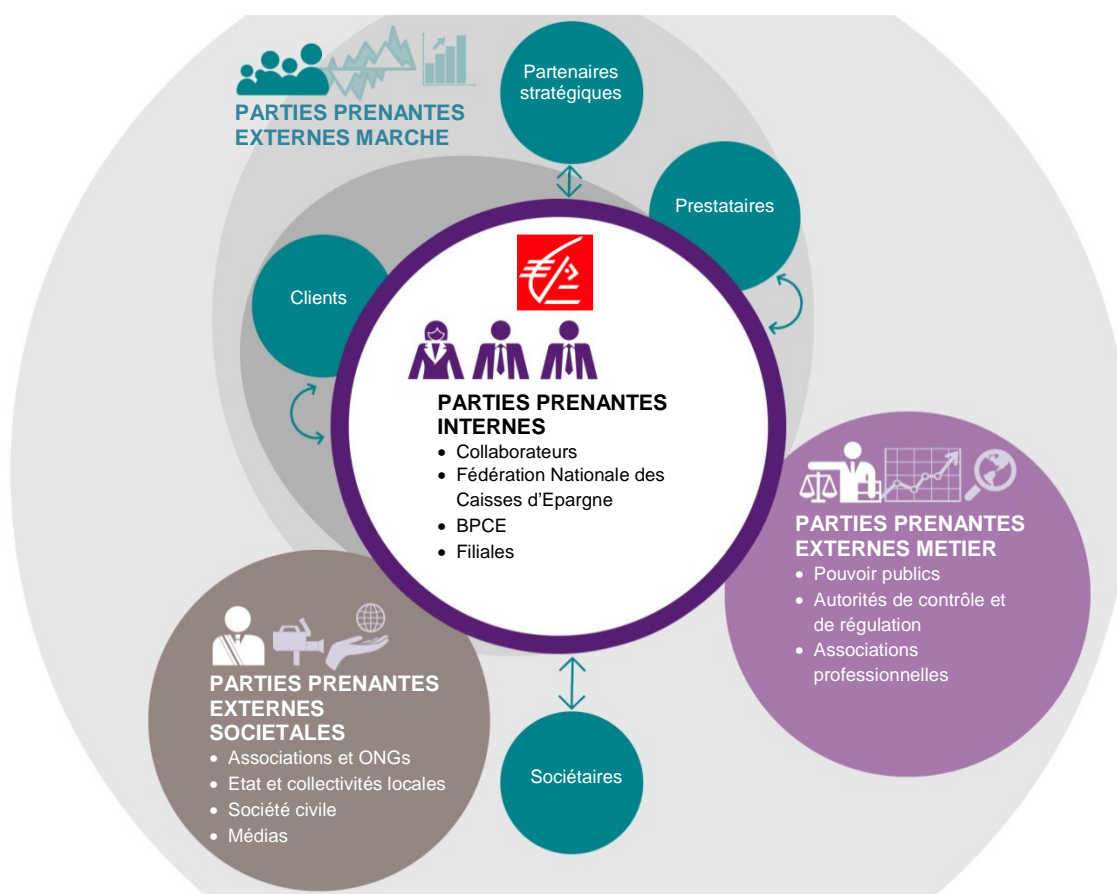 PARTIES PRENANTES
EXTERNES MARCHE
Partenaires
stratégiques
Prestataires
Clients
PARTIES PRENANTES
INTERNES
• Collaborateurs
• Fédération Nationale des
Caisses d’Epargne
• BPCE
• Filiales
PARTIES PRENANTES
EXTERNES METIER
• Pouvoir publics
• Autorités de contrôle et
de régulation
• Associations
professionnelles
PARTIES PRENANTES
EXTERNES
SOCIETALES
• Associations et ONGs
• Etat et collectivités locales
• Société civile
• Médias
Sociétaires